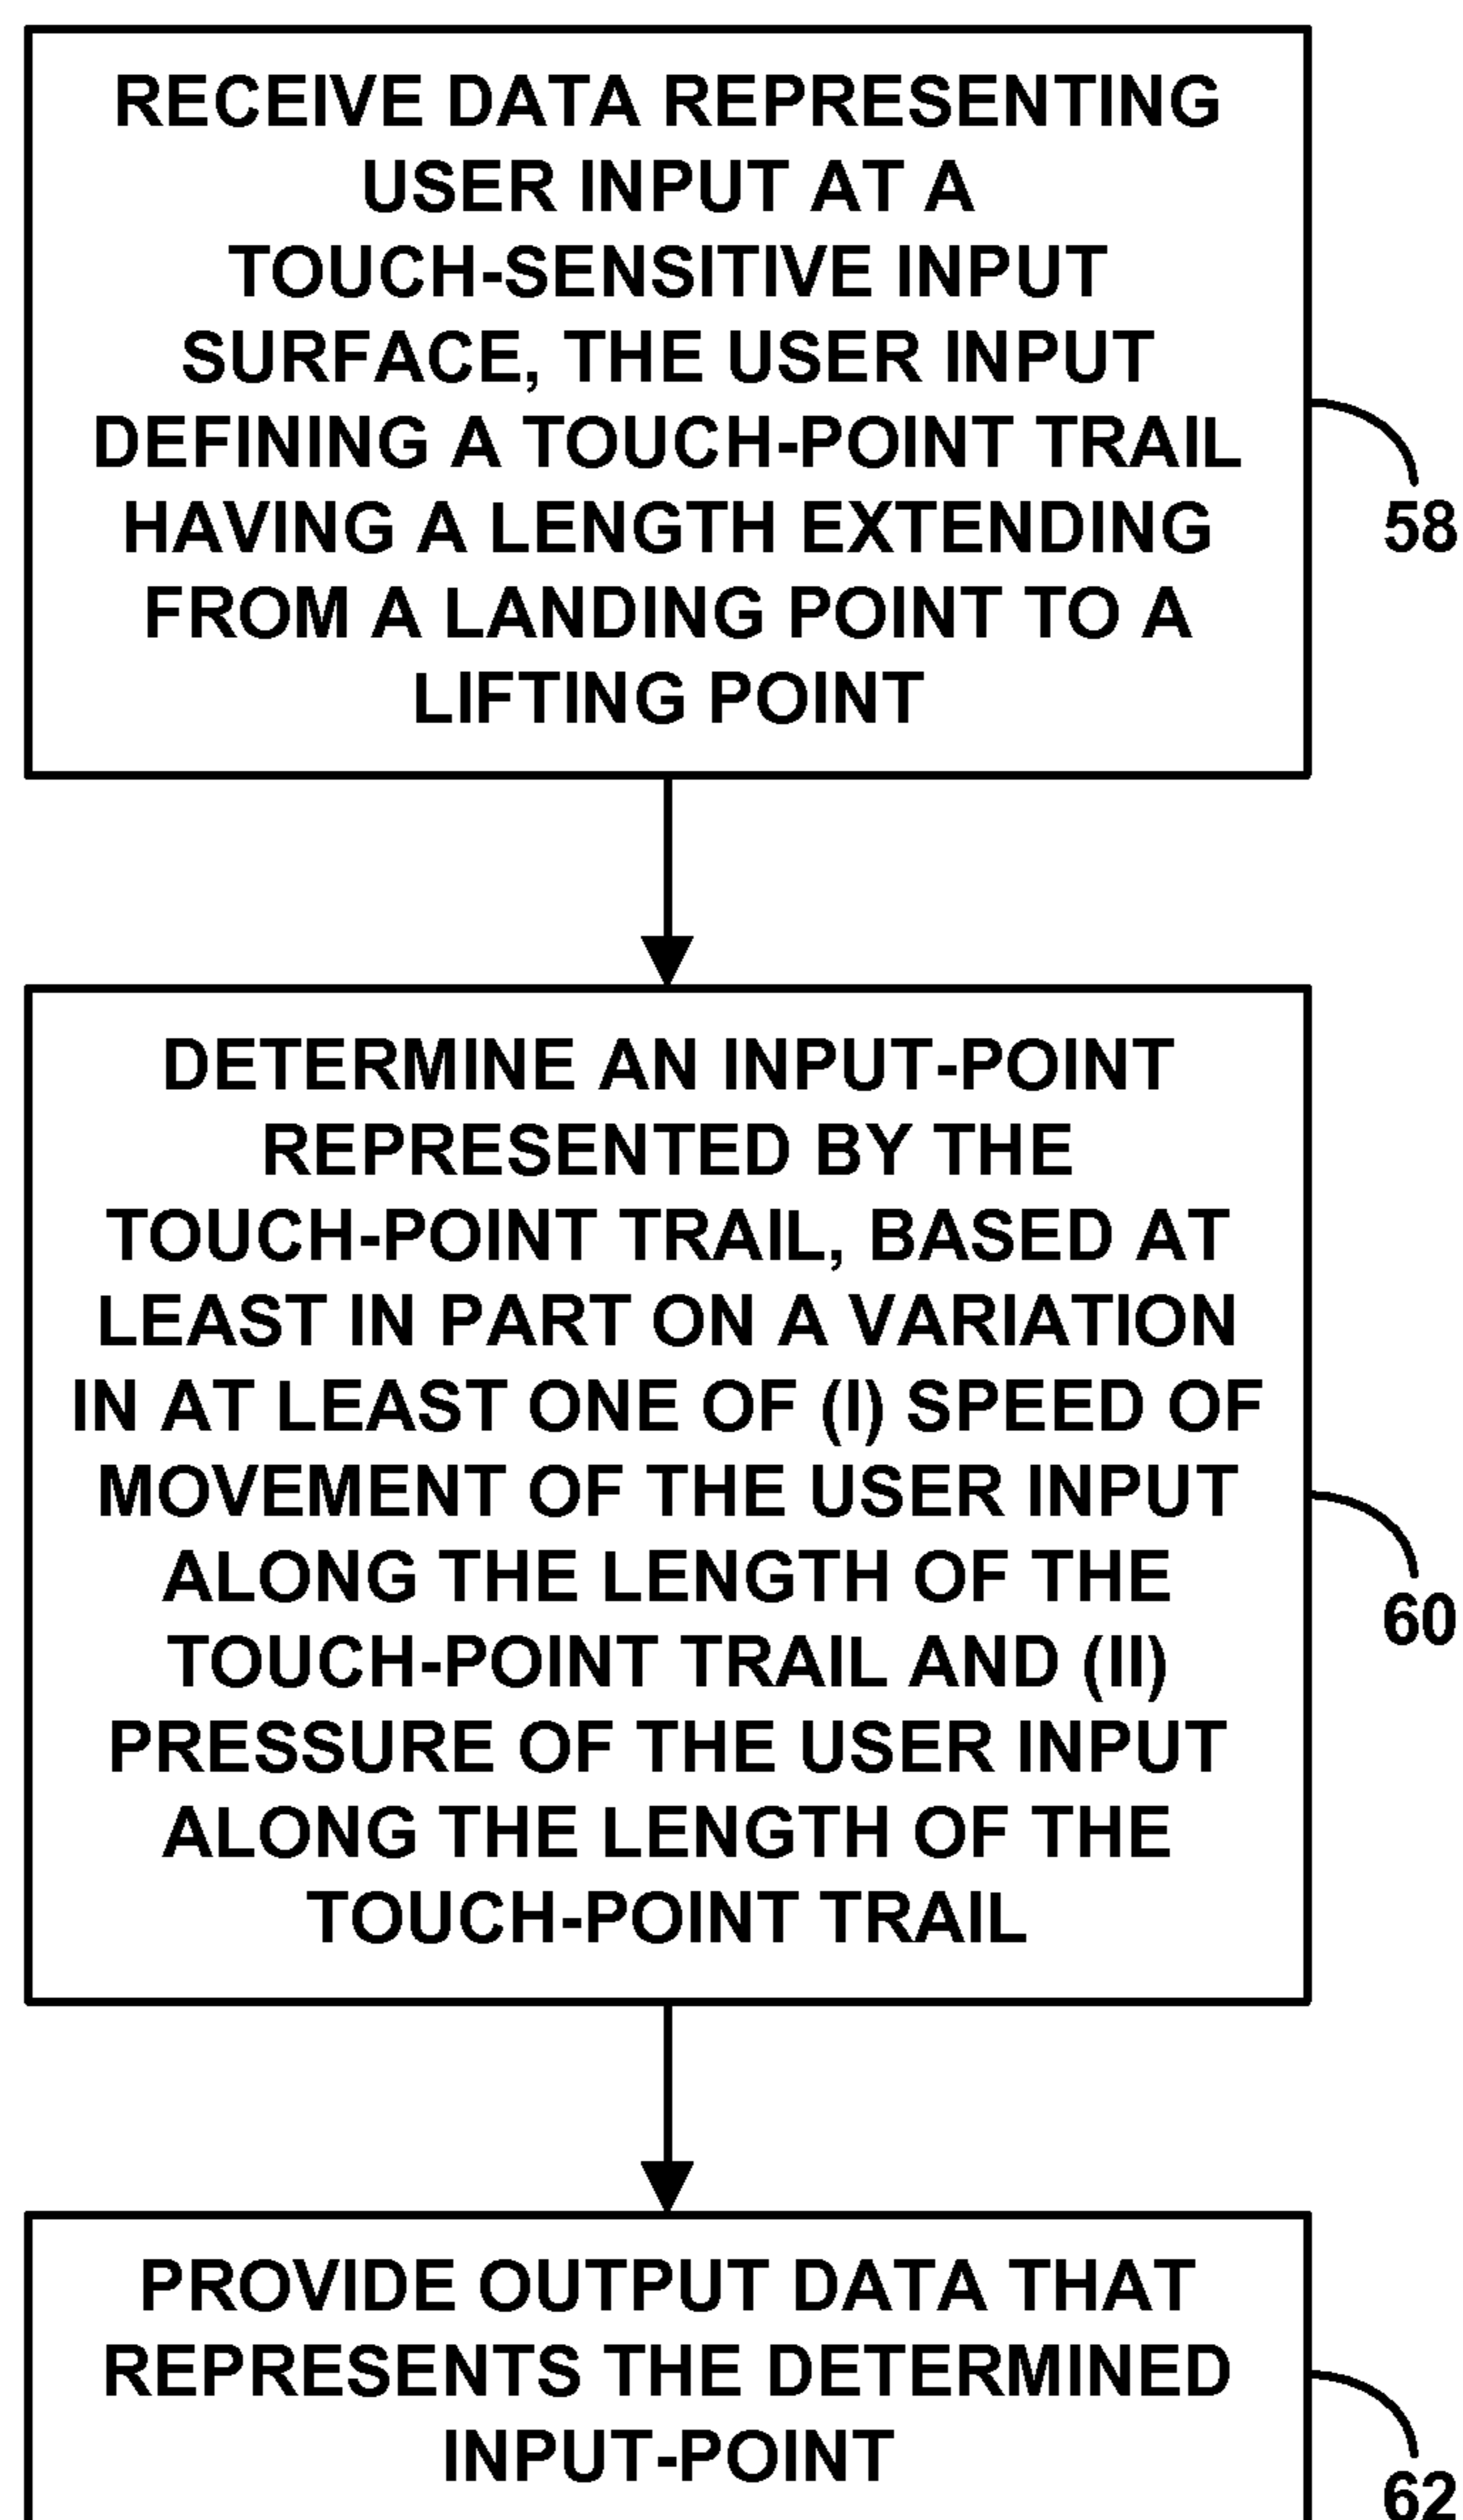 RECEIVE DATA REPRESENTING
USER INPUT AT A
TOUCH-SENSITIVE INPUT
SURFACE, THE USER INPUT
DEFINING A TOUCH-POINT TRAIL
HAVING A LENGTH EXTENDING
FROM A LANDING POINT TO A
LIFTING POINT
58
DETERMINE AN INPUT-POINT
REPRESENTED BY THE
TOUCH-POINT TRAIL, BASED AT
LEAST IN PART ON A VARIATION
IN AT LEAST ONE OF (I) SPEED OF
MOVEMENT OF THE USER INPUT
ALONG THE LENGTH OF THE
TOUCH-POINT TRAIL AND (II)
PRESSURE OF THE USER INPUT
ALONG THE LENGTH OF THE
TOUCH-POINT TRAIL
60
PROVIDE OUTPUT DATA THAT
REPRESENTS THE DETERMINED
INPUT-POINT
62